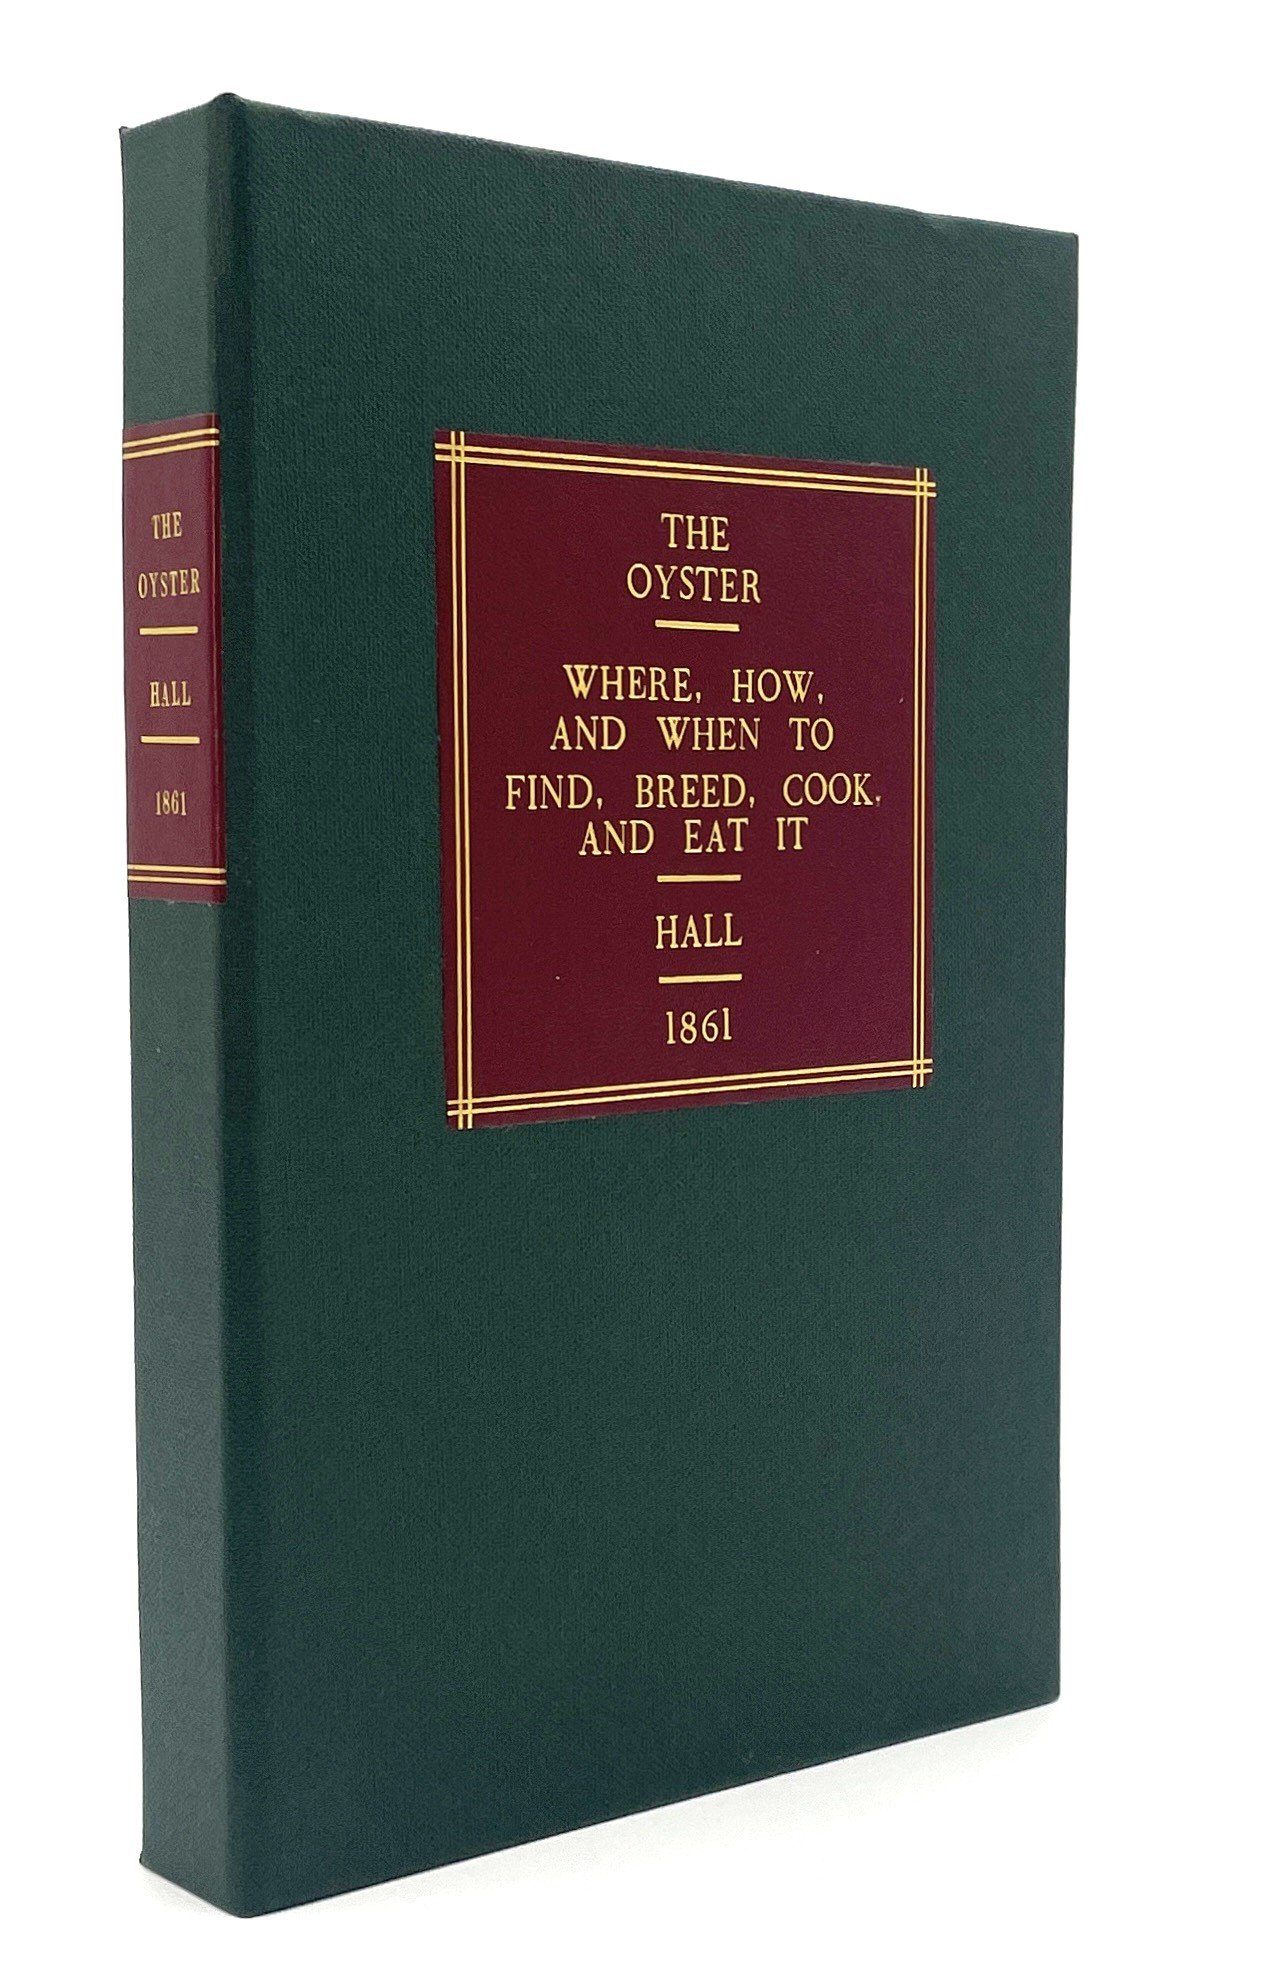 THE
OYSTER
HALL
1861
THE
OYSTER
WHERE, HOW,
AND WHEN TO
FIND, BREED, COOK,
AND EAT IT
HALL
1861